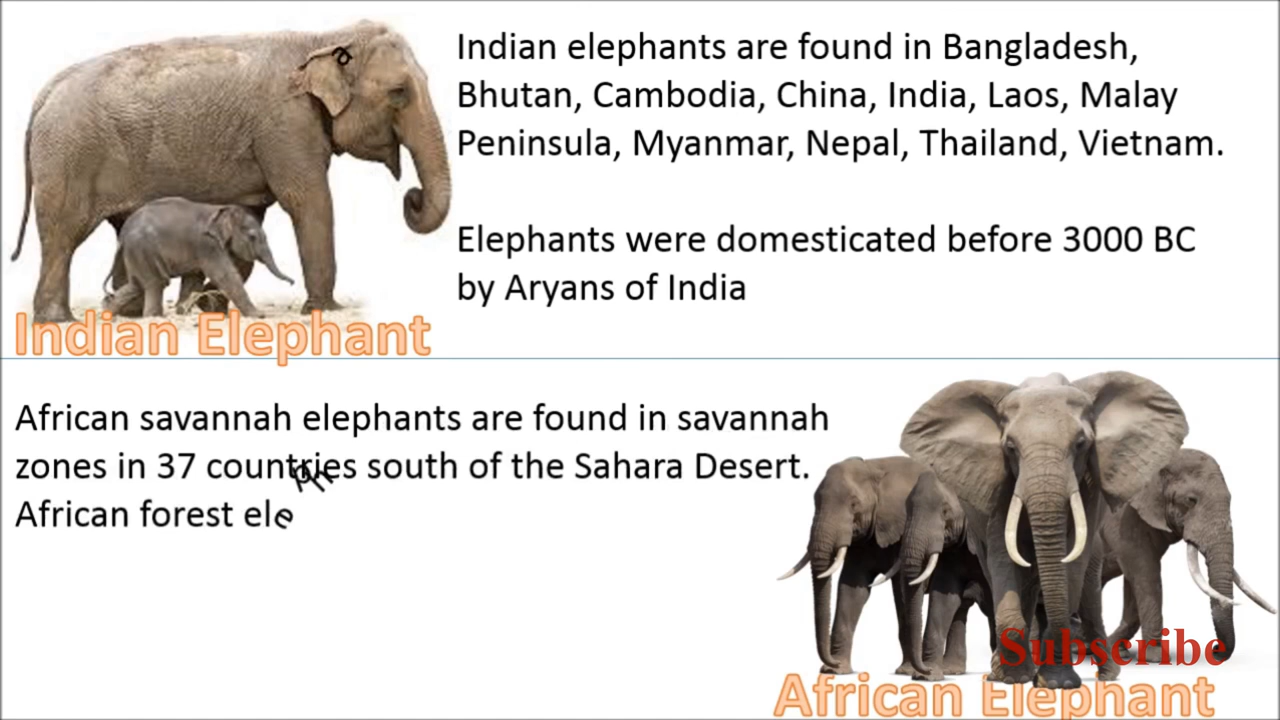 Indian elephants are found in Bangladesh,
Bhutan, Cambodia, China, India, Laos, Malay
Peninsula, Myanmar, Nepal, Thailand, Vietnam.
Elephants were domesticated before 3000 BC
by Aryans of India
Indian Elephant
African savannah elephants are found in savannah
zones in 37 countries south of the Sahara Desert.
African forest eleph
a
Subscribe
African Elephant